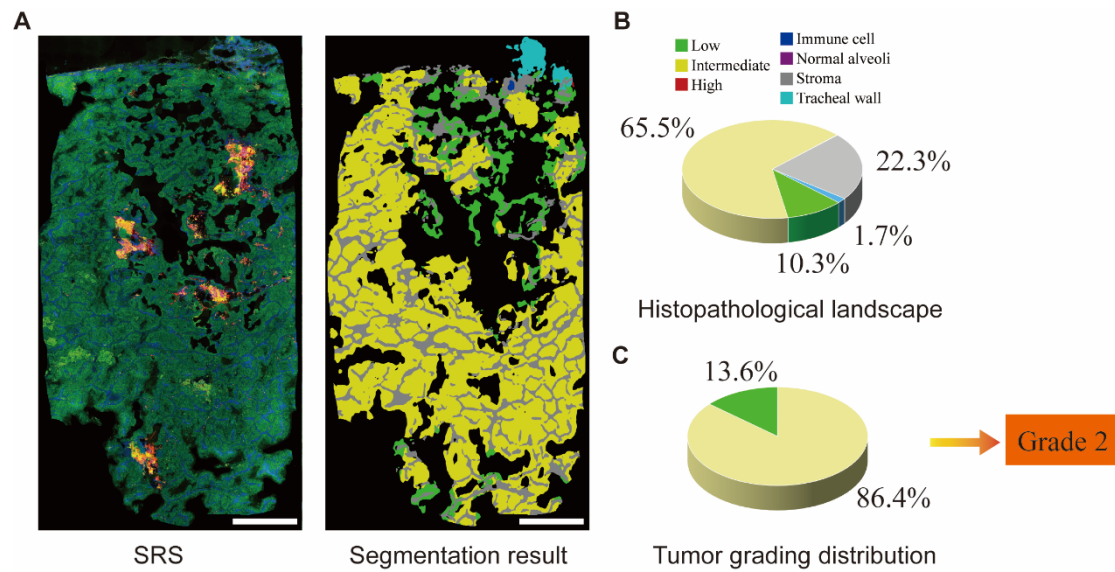 A
SRS
Segmentation result
B
Low
Intermediate
High
Immune cell
Normal alveoli
Stroma
Tracheal wall
65.5%
22.3%
1.7%
10.3%
Histopathological landscape
C
13.6%
86.4%
Grade 2
Tumor grading distribution